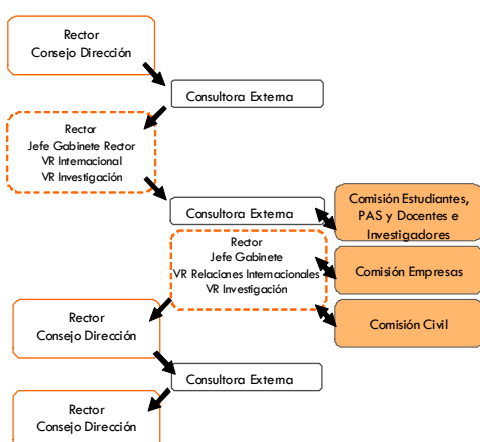 Rector
Consejo Dirección
Consultora Externa
Rector
Jefe Gabinete Rector
VR Internacional
VR Investigación
Consultora Externa
Comisión Estudiantes,
PAS y Docentes e
Investigadores
Rector
Jefe Gabinete
VR Relaciones Internacionales
VR Investigación
Comisión Empresas
Comisión Civil
Rector
Consejo Dirección
Consultora Externa
Rector
Consejo Dirección